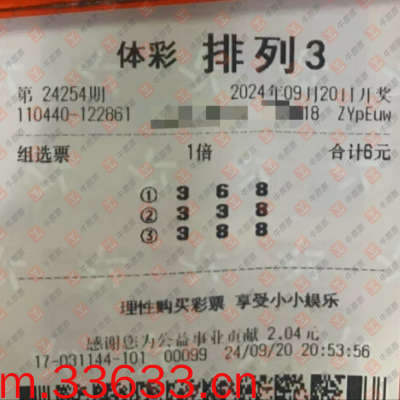 体彩 排列3
第 24254期 2024年09月20日开奖
110440-122861 18 ZYpEuw
组选票 1倍 合计6元
① 3 6 8
② 3 3 8
③ 3 8 8
理性购买彩票 享受小小娱乐
感谢您为公益事业贡献 2.04元
17-031144-101 00099 24/09/20 20:53:56
m.33633.cn